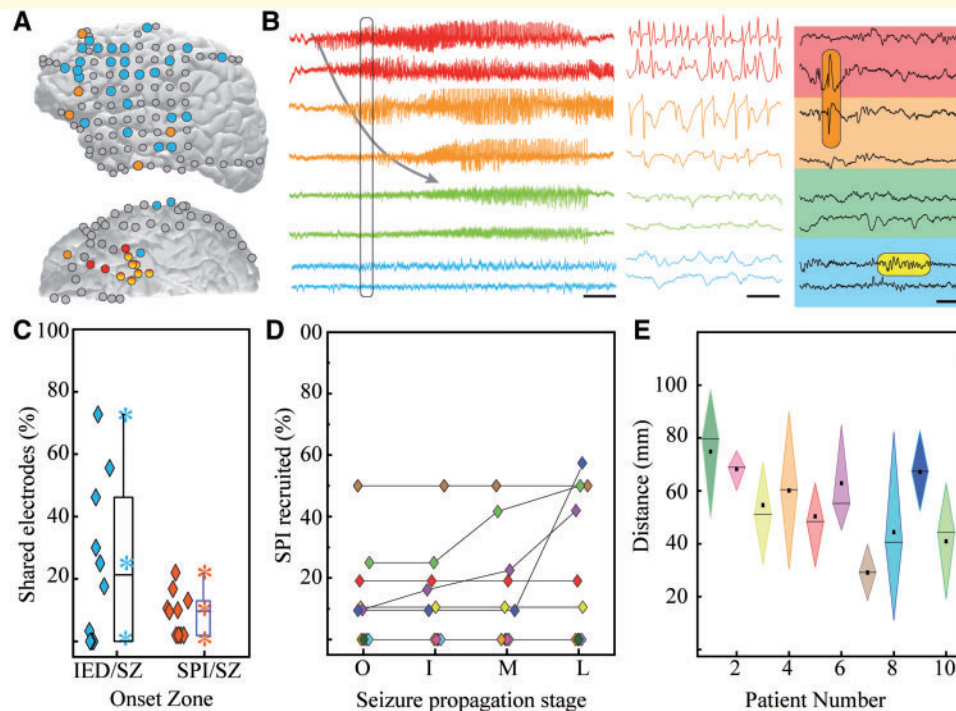 A
B
C
100
80
60
40
20
Shared electrodes (%)
IED/SZ SPI/SZ
Onset Zone
D
00
80
60
40
20
SPI recruited (%)
O I M L
Seizure propagation stage
E
100
80
60
40
20
Distance (mm)
2 4 6 8 10
Patient Number